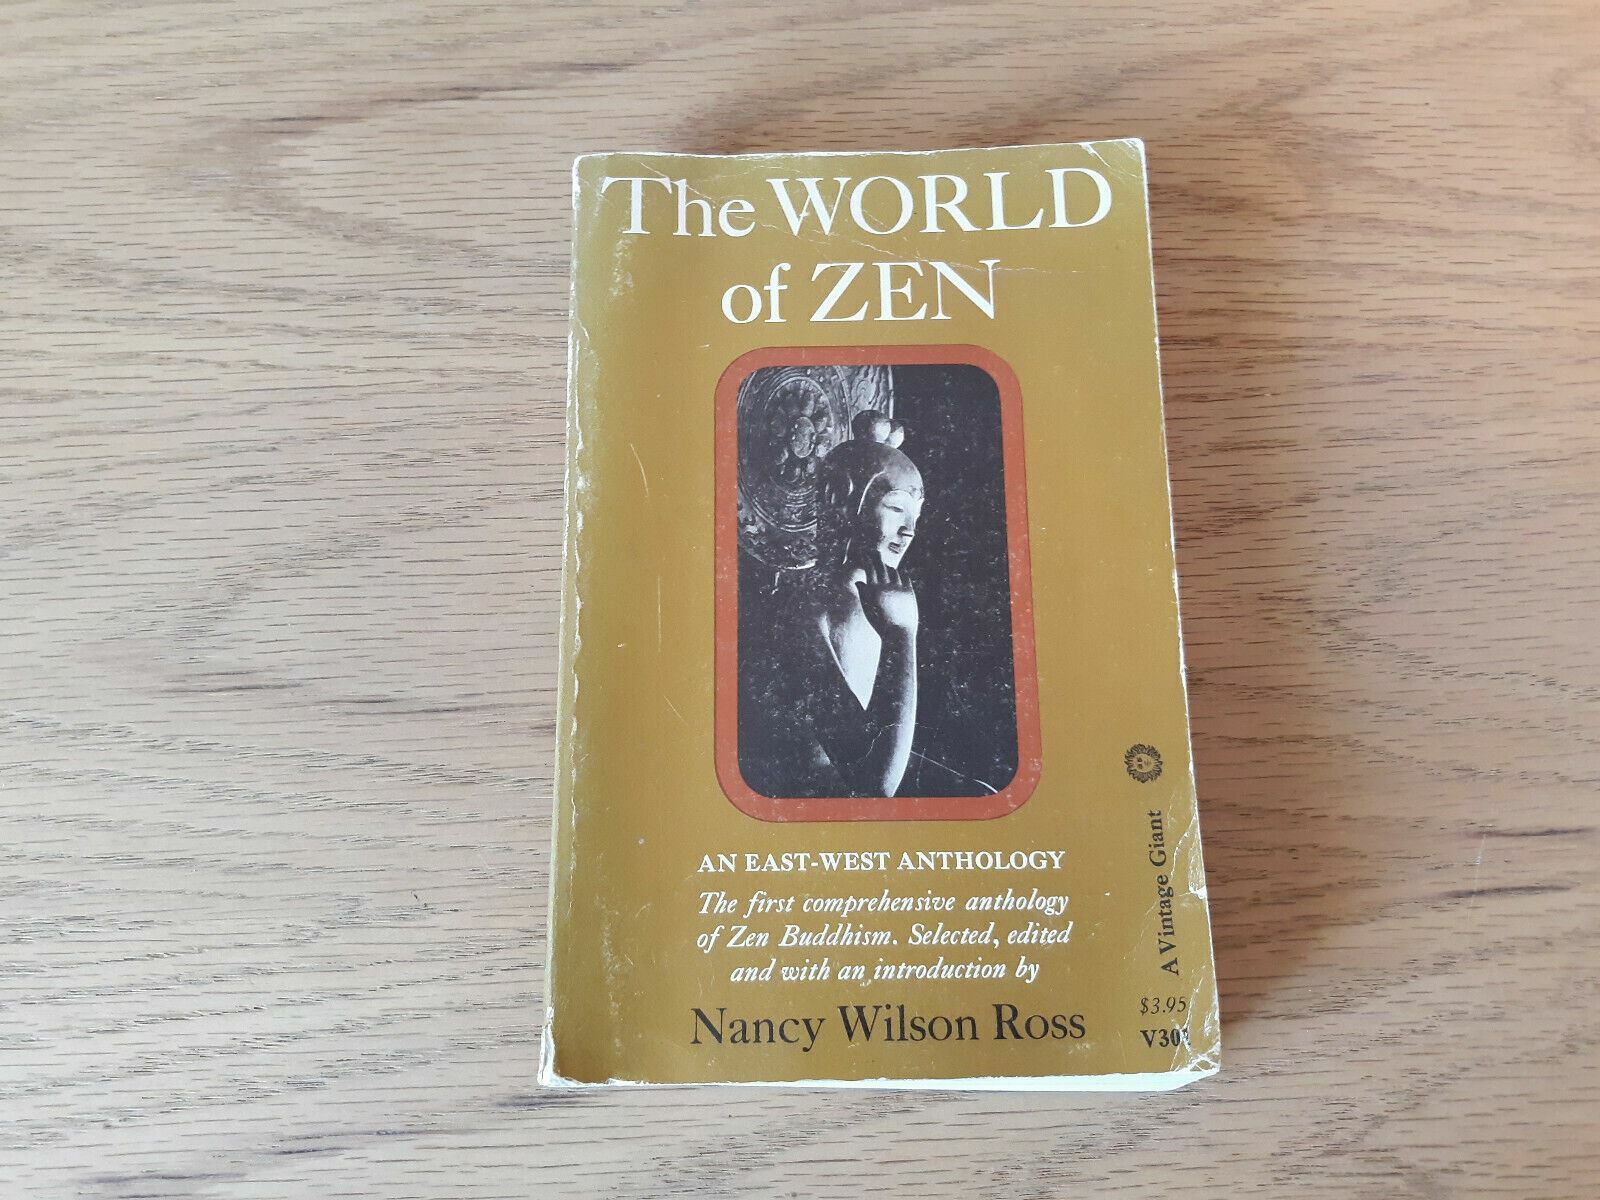 The WORLD
of ZEN
AN EAST-WEST ANTHOLOGY
The first comprehensive anthology
of Zen Buddhism. Selected, edited
and with an introduction by
Nancy Wilson Ross
A Vintage Giant
$3.95